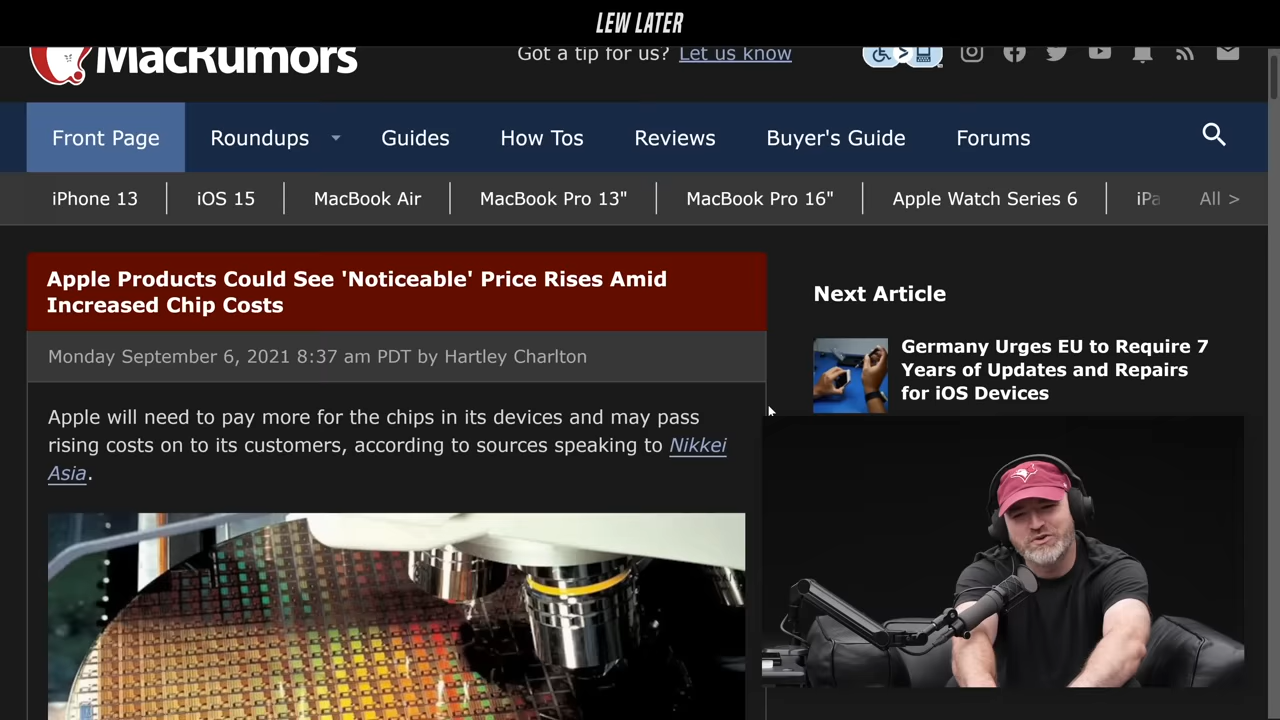 LEW LATER
MacRumors
Got a tip for us? Let us know
Front Page
Roundups
Guides
How Tos
Reviews
Buyer's Guide
Forums
iPhone 13
iOS 15
MacBook Air
MacBook Pro 13"
MacBook Pro 16"
Apple Watch Series 6
iPa
All >
Apple Products Could See 'Noticeable' Price Rises Amid
Increased Chip Costs
Monday September 6, 2021 8:37 am PDT by Hartley Charlton
Apple will need to pay more for the chips in its devices and may pass
rising costs on to its customers, according to sources speaking to Nikkei
Asia.
Next Article
Germany Urges EU to Require 7
Years of Updates and Repairs
for iOS Devices